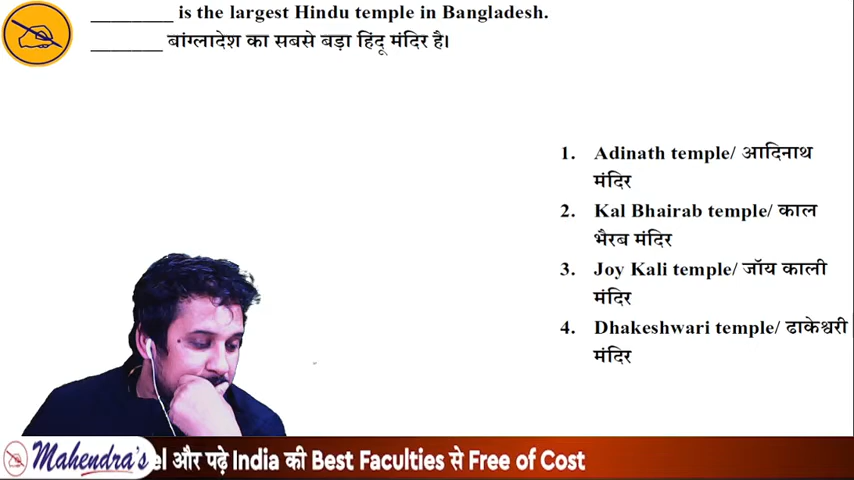 ________ is the largest Hindu temple in Bangladesh.
_______ बांग्लादेश का सबसे बड़ा हिंदू मंदिर है।
1. Adinath temple/ आदिनाथ
मंदिर
2. Kal Bhairab temple/ काल
भैरब मंदिर
3. Joy Kali temple/ जॉय काली
मंदिर
4. Dhakeshwari temple/ ढाकेश्वरी
मंदिर
Mahendra's el और पढ़े India की Best Faculties से Free of Cost